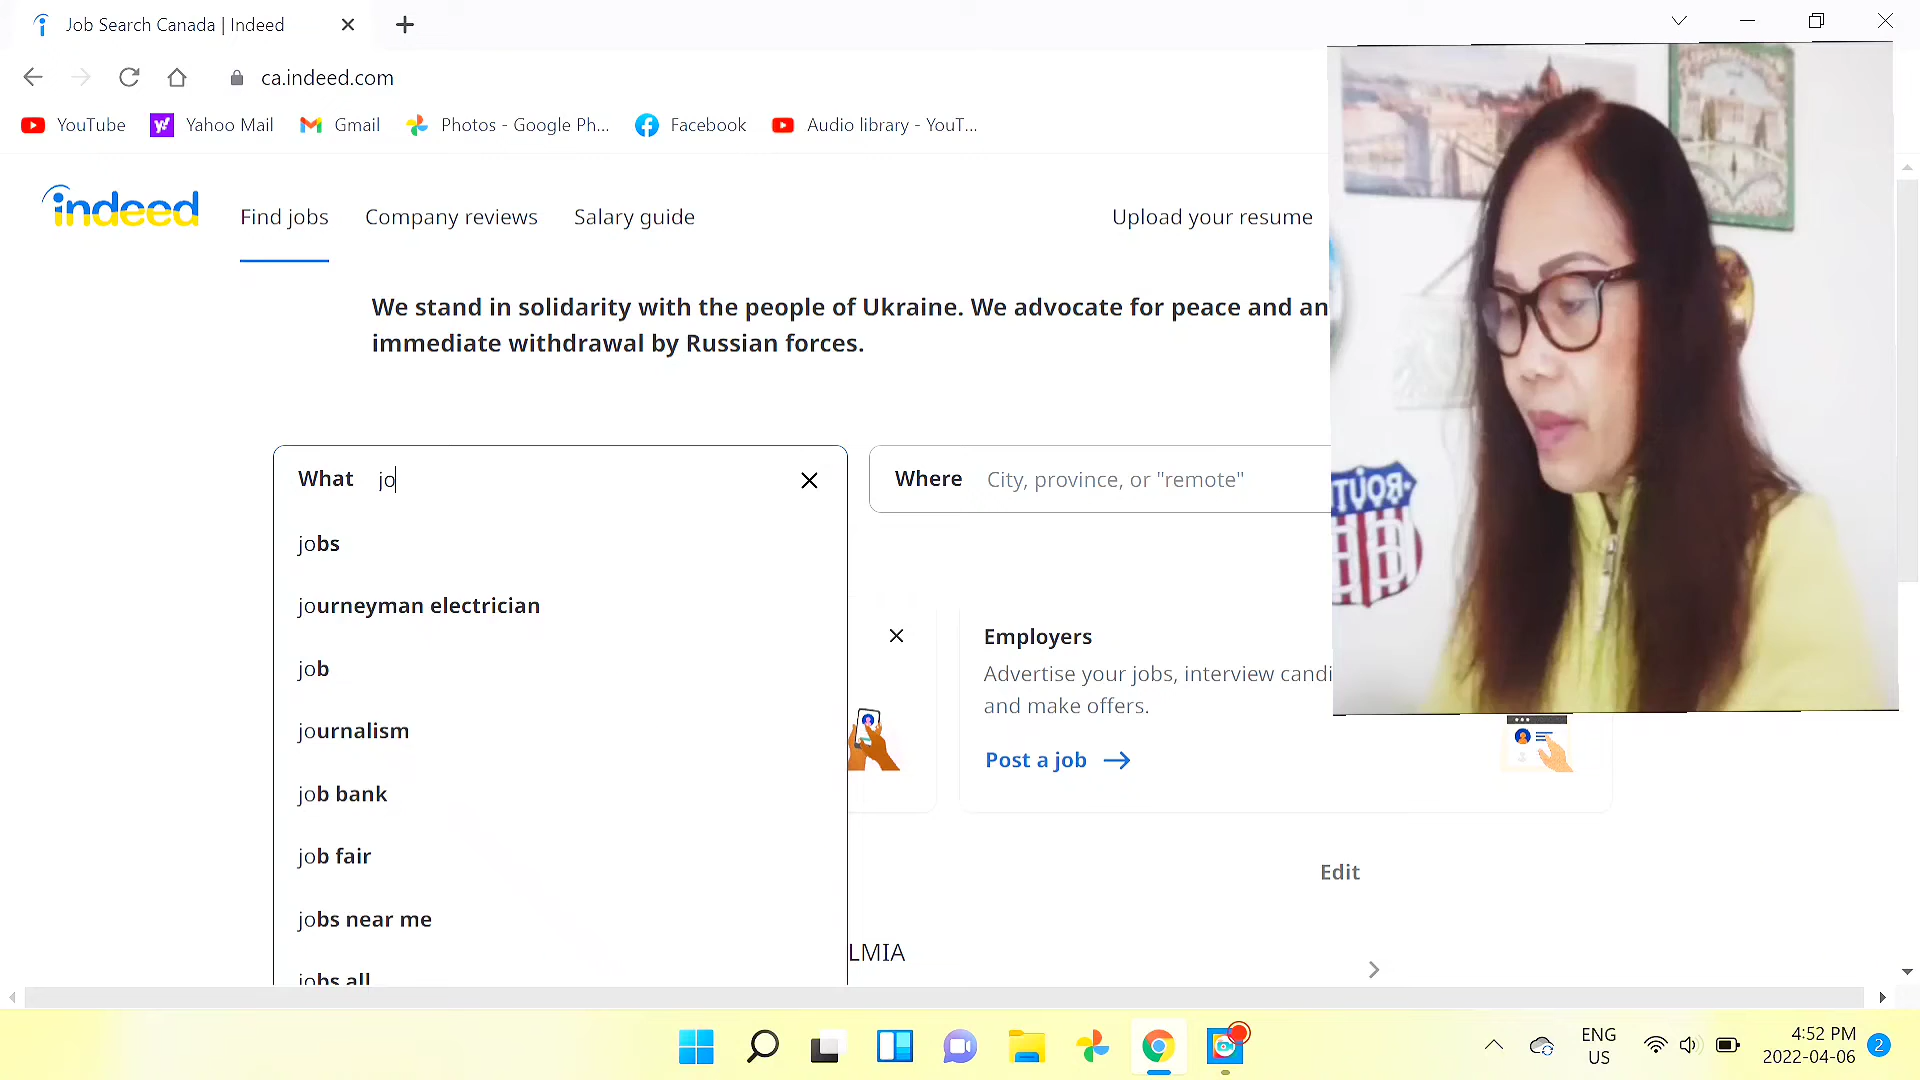 Job Search Canada | Indeed
ca.indeed.com
YouTube
Yahoo Mail
Gmail
Photos - Google Ph...
Facebook
Audio library - YouT...
indeed
Find jobs
Company reviews
Salary guide
Upload your resume
We stand in solidarity with the people of Ukraine. We advocate for peace and an
immediate withdrawal by Russian forces.
What jo
Where City, province, or "remote"
jobs
journeyman electrician
job
journalism
job bank
job fair
jobs near me
jobs all
Employers
Advertise your jobs, interview candi
and make offers.
Post a job
Edit
LMIA
ENG
US
4:52 PM
2022-04-06
2